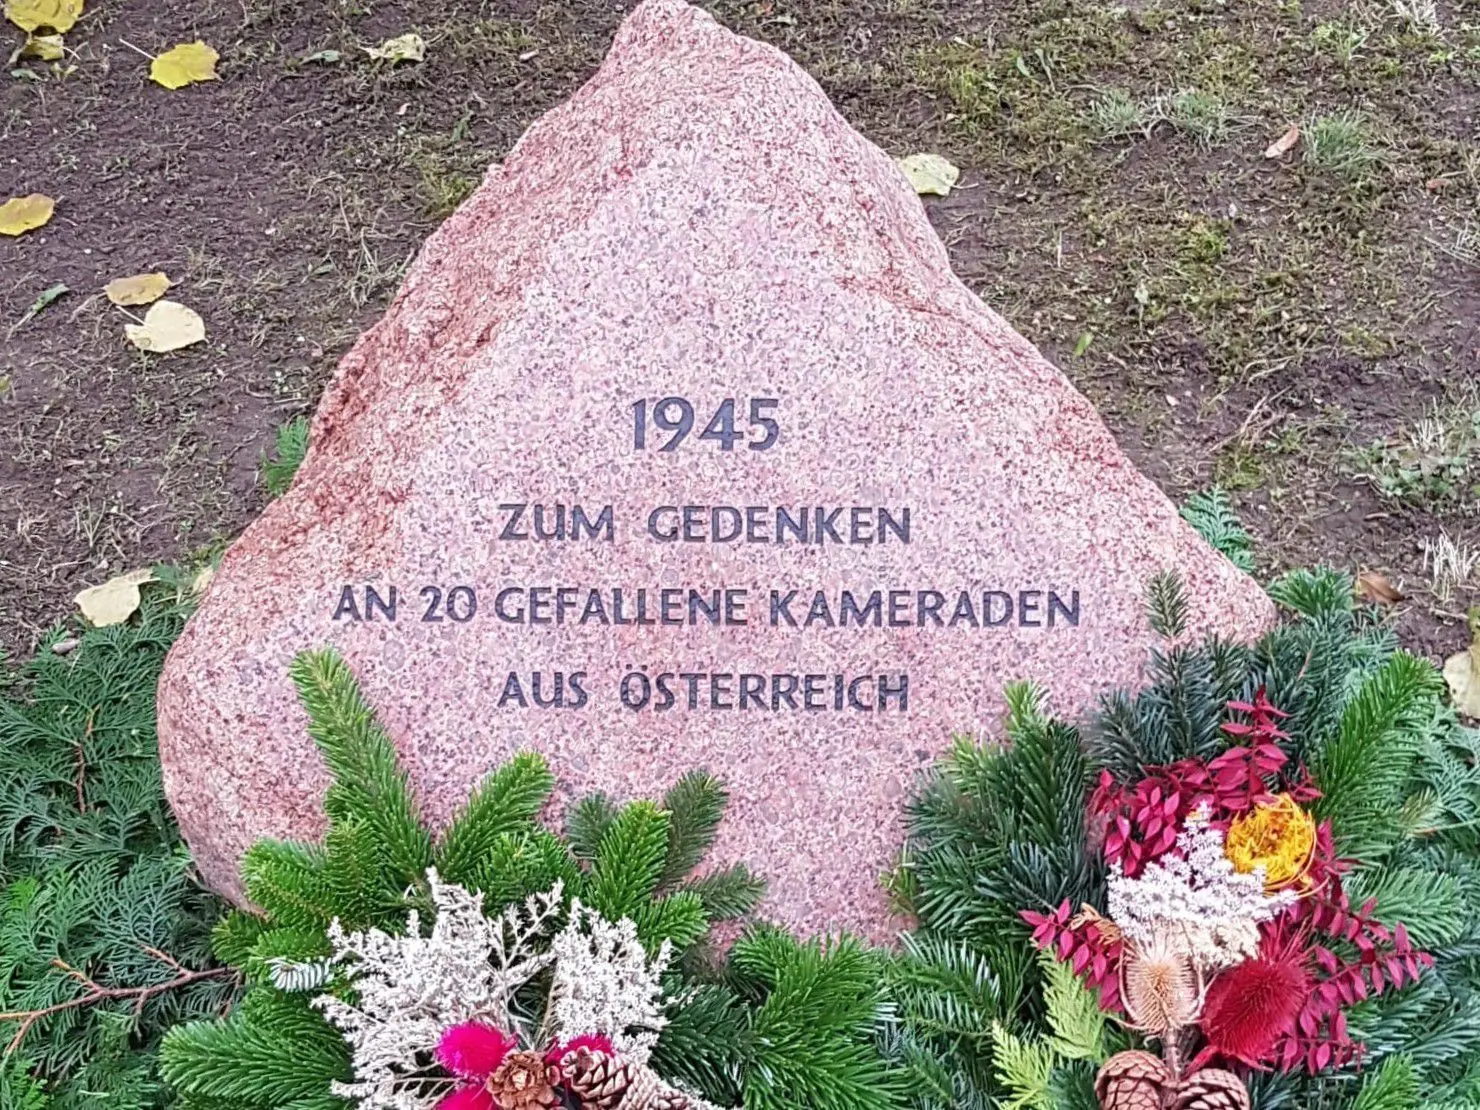 1945
ZUM GEDENKEN
AN 20 GEFALLENE KAMERADEN
AUS ÖSTERREICH